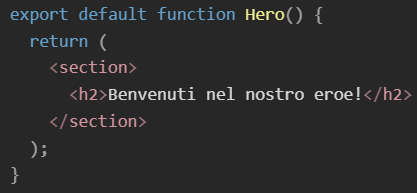 export default function Hero() {
  return (
    <section>
      <h2>Benvenuti nel nostro eroe!</h2>
    </section>
  );
}